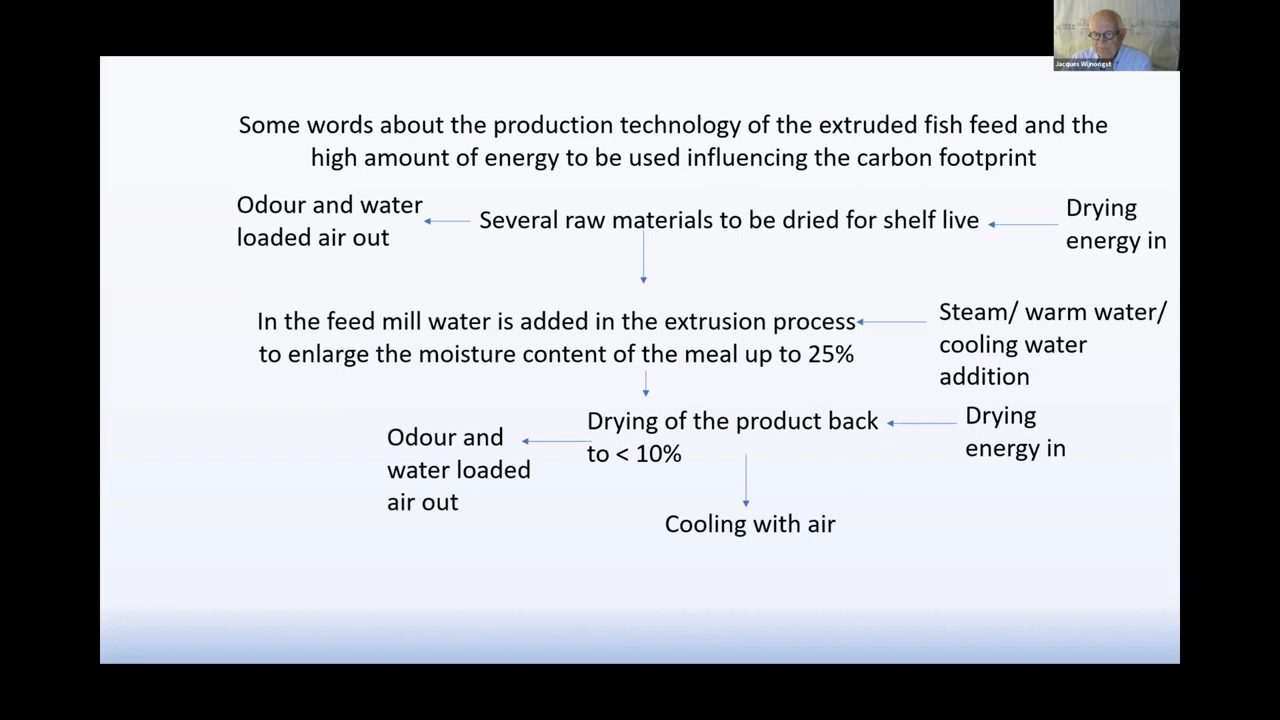 Jacques Wijnoogst
Some words about the production technology of the extruded fish feed and the
high amount of energy to be used influencing the carbon footprint
Odour and water
loaded air out
Several raw materials to be dried for shelf live
Drying
energy in
In the feed mill water is added in the extrusion process
to enlarge the moisture content of the meal up to 25%
Steam/ warm water/
cooling water
addition
Drying of the product back
to < 10%
Drying
energy in
Odour and
water loaded
air out
Cooling with air